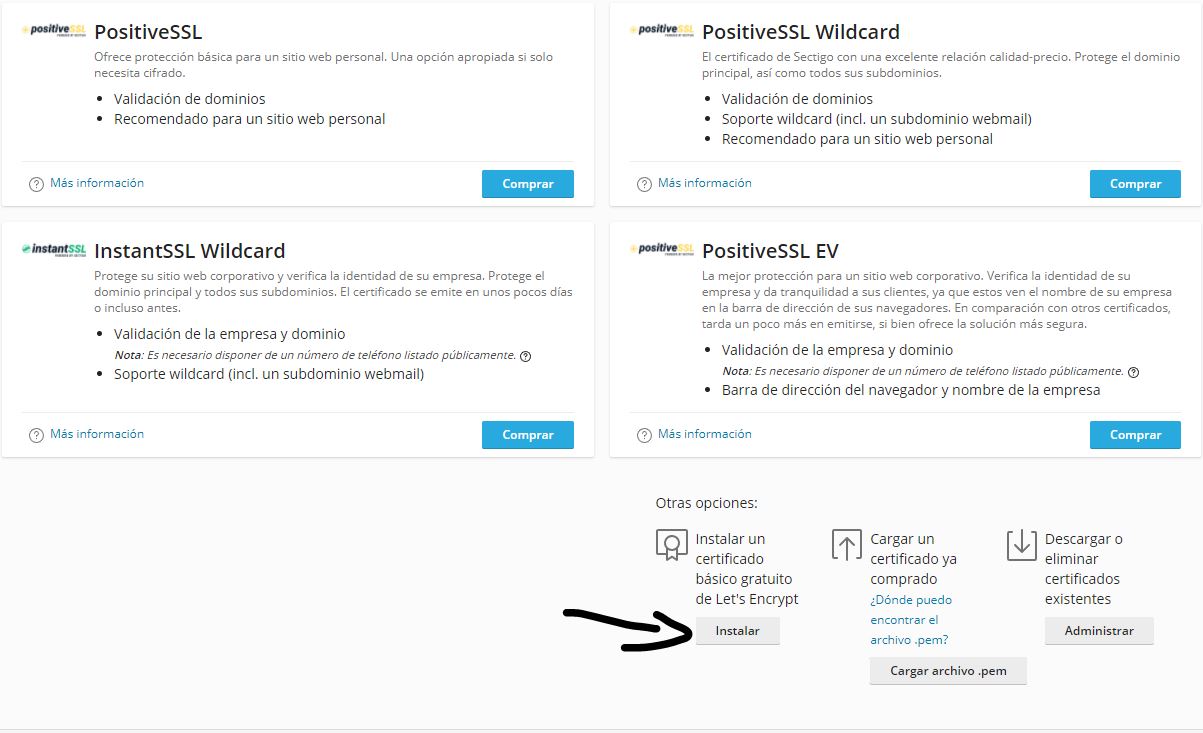 positiveSSL
PositiveSSL
Ofrece protección básica para un sitio web personal. Una opción apropiada si solo
necesita cifrado.
• Validación de dominios
• Recomendado para un sitio web personal
Más información
Comprar
positiveSSL
PositiveSSL Wildcard
El certificado de Sectigo con una excelente relación calidad-precio. Protege el dominio
principal, así como todos sus subdominios.
• Validación de dominios
• Soporte wildcard (incl. un subdominio webmail)
• Recomendado para un sitio web personal
Más información
Comprar
instantSSL
InstantSSL Wildcard
Protege su sitio web corporativo y verifica la identidad de su empresa. Protege el
dominio principal y todos sus subdominios. El certificado se emite en unos pocos días
o incluso antes.
• Validación de la empresa y dominio
Nota: Es necesario disponer de un número de teléfono listado públicamente.
• Soporte wildcard (incl. un subdominio webmail)
Más información
Comprar
positiveSSL
PositiveSSL EV
La mejor protección para un sitio web corporativo. Verifica la identidad de su
empresa y da tranquilidad a sus clientes, ya que estos ven el nombre de su empresa
en la barra de dirección de sus navegadores. En comparación con otros certificados,
tarda un poco más en emitirse, si bien ofrece la solución más segura.
• Validación de la empresa y dominio
Nota: Es necesario disponer de un número de teléfono listado públicamente.
• Barra de dirección del navegador y nombre de la empresa
Más información
Comprar
Otras opciones:
Instalar un
certificado
básico gratuito
de Let's Encrypt
Instalar
Cargar un
certificado ya
comprado
¿Dónde puedo
encontrar el
archivo .pem?
Cargar archivo .pem
Descargar o
eliminar
certificados
existentes
Administrar